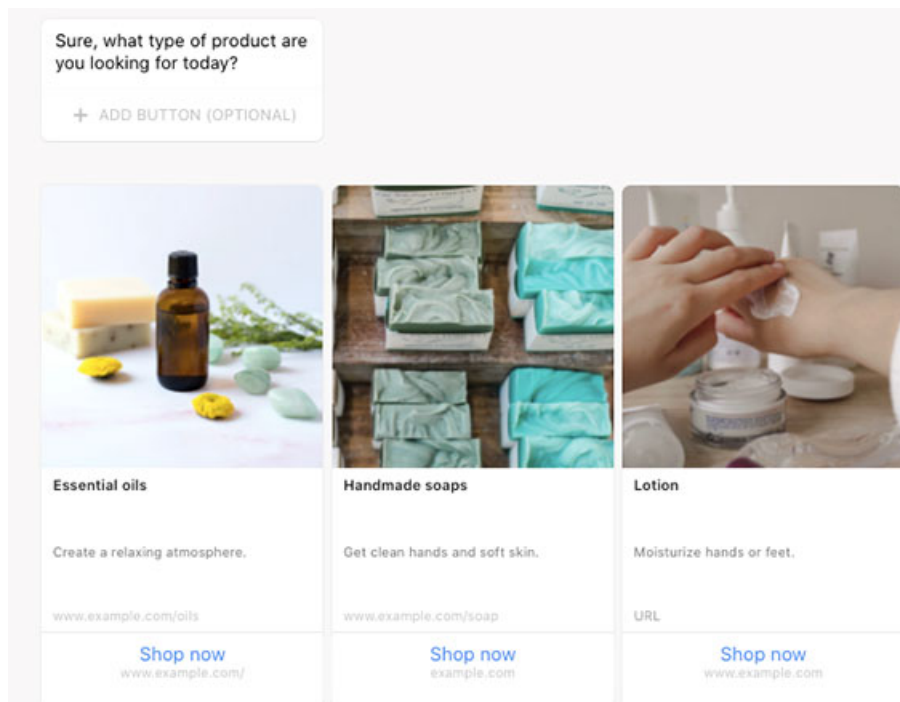 Sure, what type of product are
you looking for today?
+ ADD BUTTON (OPTIONAL)
Essential oils
Handmade soaps
Lotion
Create a relaxing atmosphere.
Get clean hands and soft skin.
Moisturize hands or feet.
www.example.com/oils
www.example.com/soap
URL
Shop now
Shop now
Shop now
www.example.com/
example.com
www.example.com